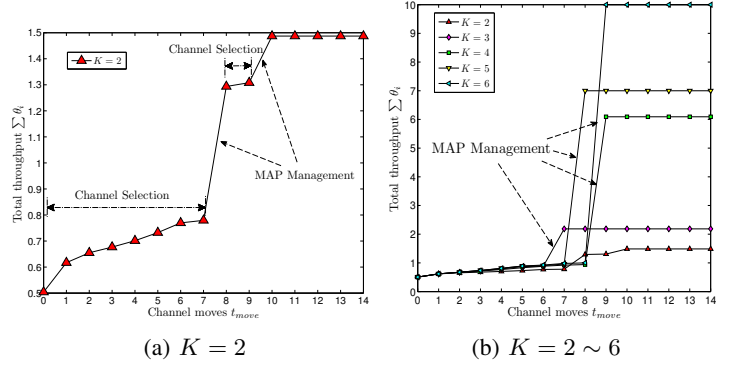 1.5
1.4
1.3
1.2
1.1
1
0.9
0.8
0.7
0.6
0.5
Total throughput ∑ θi
K = 2
Channel Selection
MAP Management
Channel Selection
0 1 2 3 4 5 6 7 8 9 10 11 12 13 14
Channel moves tmove
(a) K = 2
10
9
8
7
6
5
4
3
2
1
0
Total throughput ∑ θi
K = 2
K = 3
K = 4
K = 5
K = 6
MAP Management
0 1 2 3 4 5 6 7 8 9 10 11 12 13 14
Channel moves tmove
(b) K = 2 ∼ 6